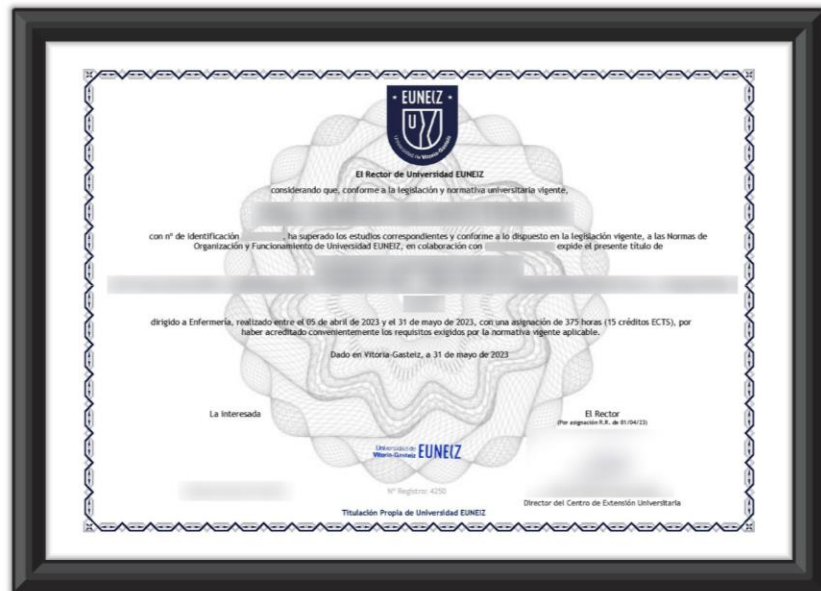 EUNEIZ
Universidad de Vitoria-Gasteiz
El Rector de Universidad EUNEIZ
considerando que, conforme a la legislación y normativa universitaria vigente,
con nº de identificación , ha superado los estudios correspondientes y conforme a lo dispuesto en la legislación vigente, a las Normas de
Organización y Funcionamiento de Universidad EUNEIZ, en colaboración con expide el presente título de
dirigido a Enfermería, realizado entre el 05 de abril de 2023 y el 31 de mayo de 2023, con una asignación de 375 horas (15 créditos ECTS), por
haber acreditado convenientemente los requisitos exigidos por la normativa vigente aplicable.
Dado en Vitoria-Gasteiz, a 31 de mayo de 2023
La Interesada
El Rector
(Por asignación R.R. de 01/04/23)
Universidad de
Vitoria-Gasteiz EUNEIZ
Nº Registro: 4250
Director del Centro de Extensión Universitaria
Titulación Propia de Universidad EUNEIZ